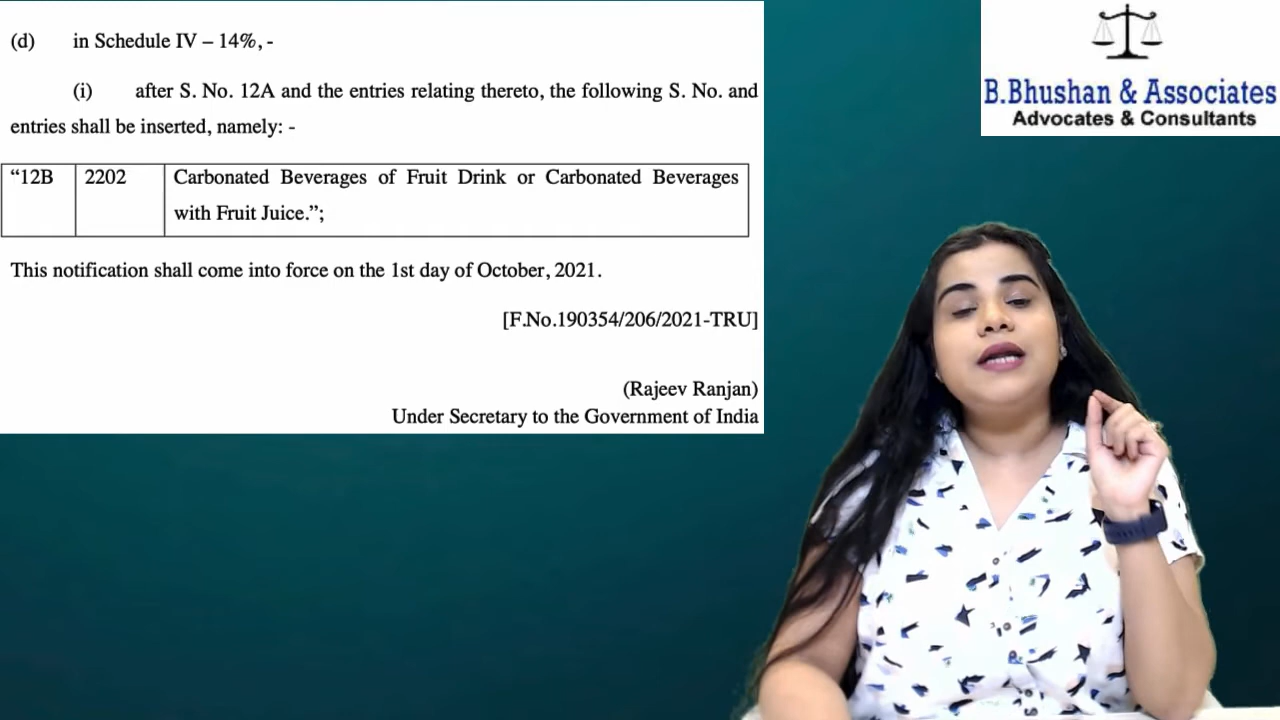 (d) in Schedule IV – 14%, -
(i) after S. No. 12A and the entries relating thereto, the following S. No. and
entries shall be inserted, namely: -
“12B 2202 Carbonated Beverages of Fruit Drink or Carbonated Beverages
with Fruit Juice.”;
This notification shall come into force on the 1st day of October, 2021.
[F.No.190354/206/2021-TRU]
(Rajeev Ranjan)
Under Secretary to the Government of India
B.Bhushan & Associates
Advocates & Consultants